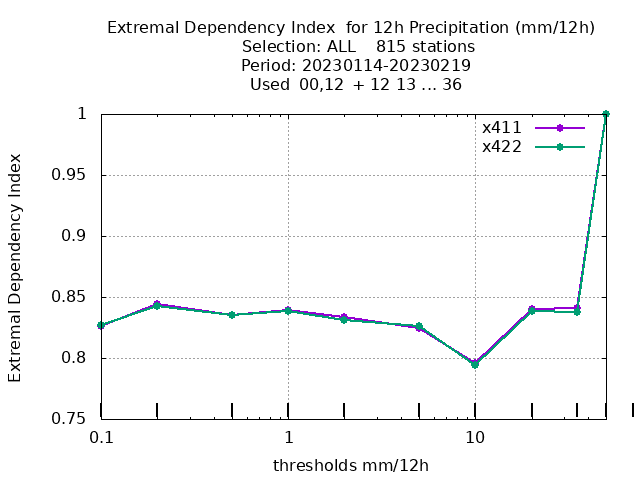 Extremal Dependency Index  for 12h Precipitation (mm/12h)
Selection: ALL    815 stations
Period: 20230114-20230219
Used  00,12  + 12 13 ... 36
x411
x422
1
0.95
0.9
0.85
0.8
0.75
0.1
1
10
Extremal Dependency Index
thresholds mm/12h